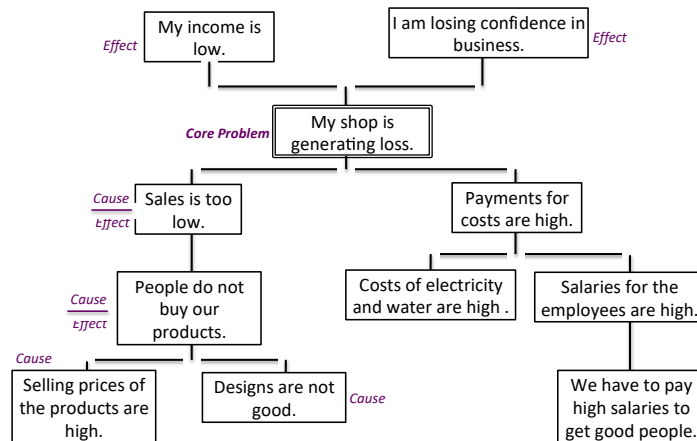 My income is
low.
Effect
I am losing confidence in
business.
Effect
Core Problem
My shop is
generating loss.
Cause
Effect
Sales is too
low.
Payments for
costs are high.
Cause
Effect
People do not
buy our
products.
Costs of electricity
and water are high .
Salaries for the
employees are high.
Cause
Selling prices of
the products are
high.
Designs are not
good.
Cause
We have to pay
high salaries to
get good people.